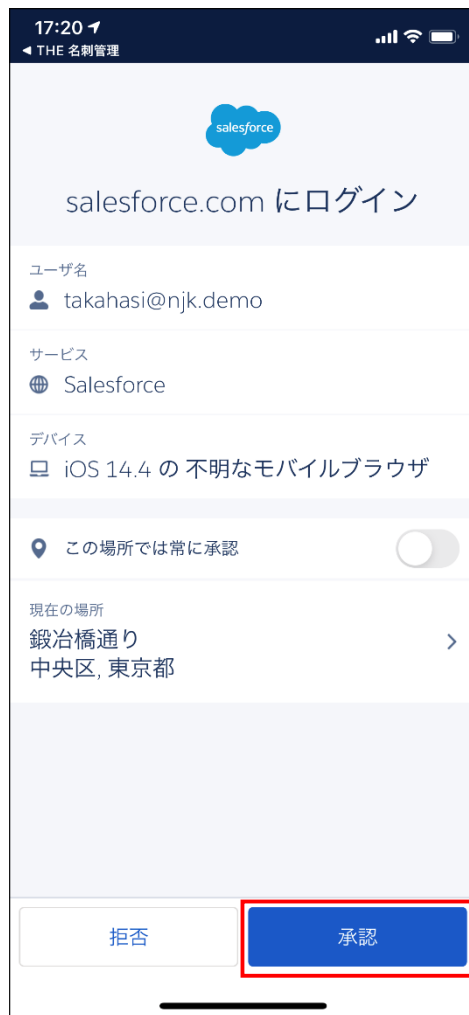 17:20
◀ THE 名刺管理
salesforce
salesforce.com にログイン
ユーザ名
takahasi@njk.demo
サービス
Salesforce
デバイス
iOS 14.4 の 不明なモバイルブラウザ
この場所では常に承認
現在の場所
鍛冶橋通り
中央区, 東京都
拒否
承認